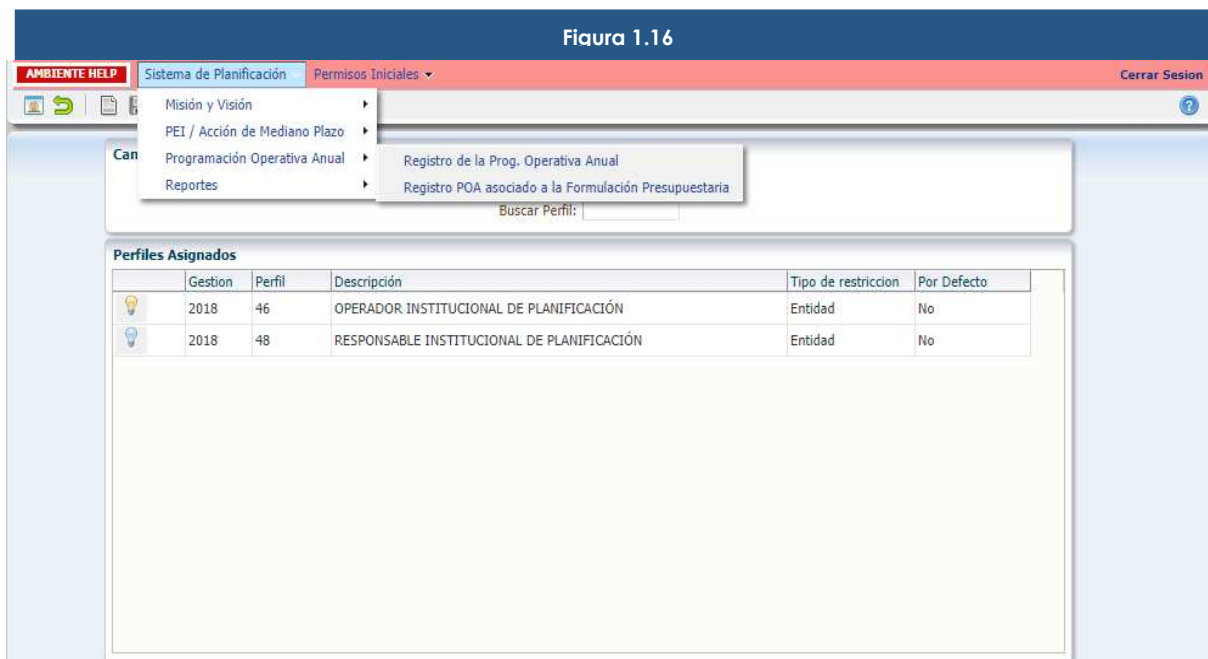 Figura 1.16
AMBIENTE HELP Sistema de Planificación Permisos Iniciales Cerrar Sesion
Misión y Visión
PEI / Acción de Mediano Plazo
Programación Operativa Anual
Reportes
Registro de la Prog. Operativa Anual
Registro POA asociado a la Formulación Presupuestaria
Buscar Perfil:
Perfiles Asignados
Gestion Perfil Descripción Tipo de restriccion Por Defecto
2018 46 OPERADOR INSTITUCIONAL DE PLANIFICACIÓN Entidad No
2018 48 RESPONSABLE INSTITUCIONAL DE PLANIFICACIÓN Entidad No